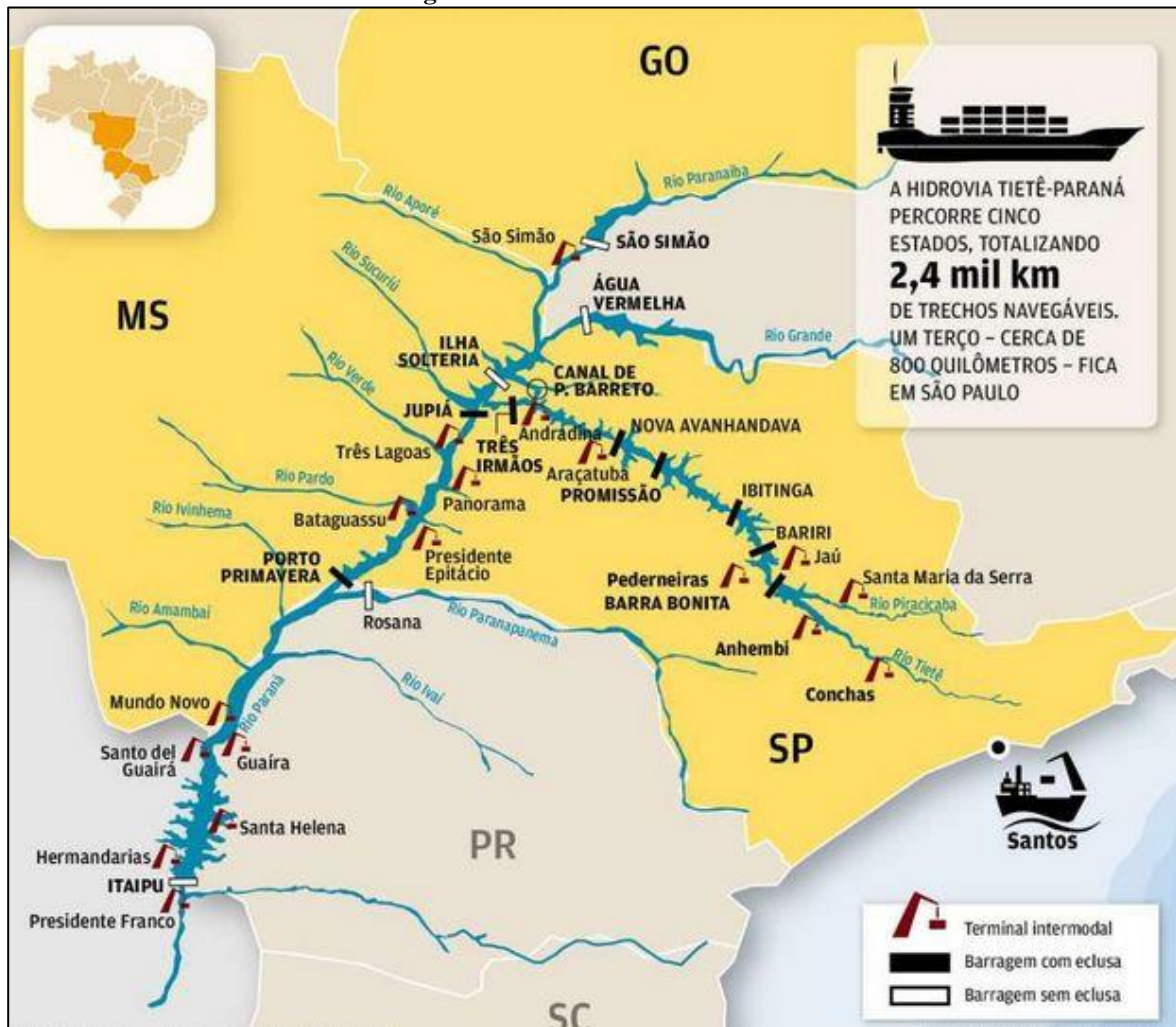 GO
A HIDROVIA TIETÊ-PARANÁ
PERCORRE CINCO
ESTADOS, TOTALIZANDO
2,4 mil km
DE TRECHOS NAVEGÁVEIS.
UM TERÇO – CERCA DE
800 QUILÔMETROS – FICA
EM SÃO PAULO
Rio Paranaíba
Rio Aporé
São Simão
SÃO SIMÃO
Rio Sucuriú
ÁGUA
VERMELHA
MS
Rio Grande
ILHA
SOLTERIA
Rio Verde
CANAL DE
P. BARRETO
JUPIÁ
Andradina
NOVA AVANHANDAVA
TRÊS
IRMÃOS
Três Lagoas
Araçatuba
PROMISSÃO
Rio Pardo
Panorama
IBITINGA
Rio Ivinhema
Bataguassu
BARIRI
Presidente
Epitácio
Jaú
PORTO
PRIMAVERA
Pederneiras
BARRA BONITA
Santa Maria da Serra
Rio Piracicaba
Rio Amambaí
Rosana
Rio Paranapanema
Anhembi
Rio Tietê
Conchas
Rio Ivaí
Mundo Novo
Rio Paraná
Santo del
Guairá
Guaíra
SP
Santa Helena
PR
Santos
Hermandarias
ITAIPU
Presidente Franco
Terminal intermodal
Barragem com eclusa
Barragem sem eclusa
SC